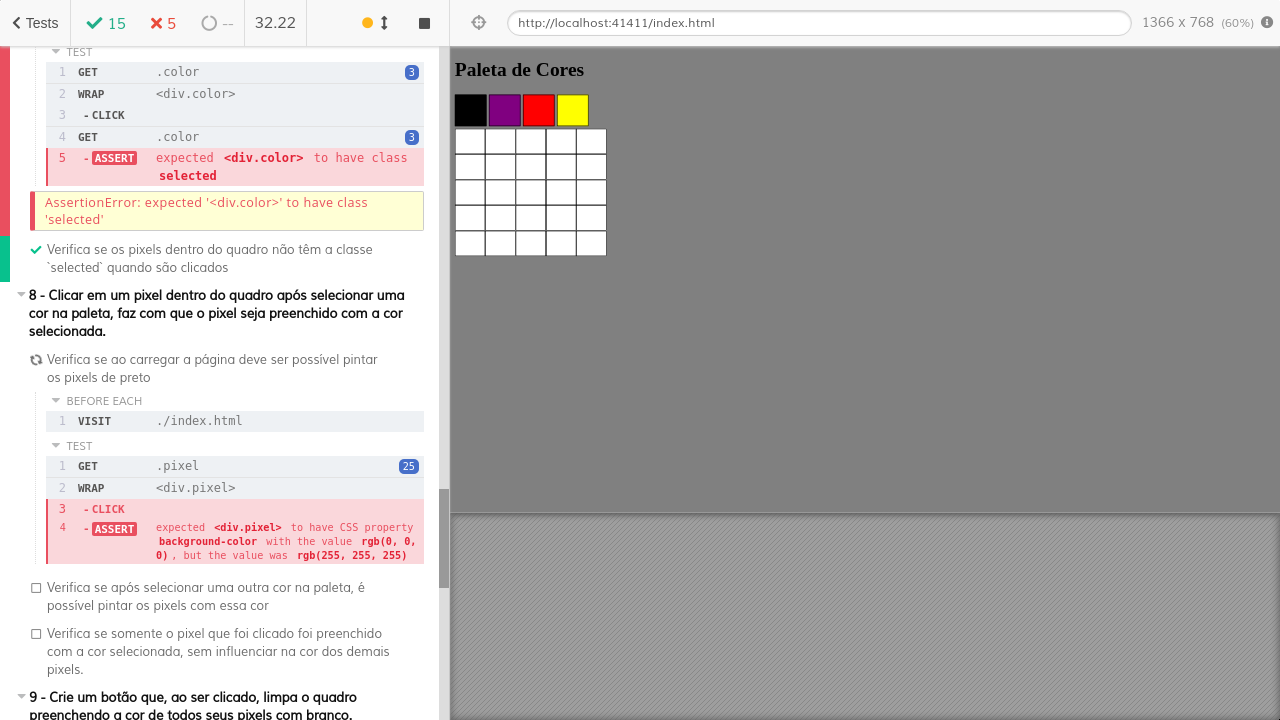 Tests
15
5
--
32.22
http://localhost:41411/index.html
1366 x 768 (60%)
TEST
1 GET .color 3
2 WRAP <div.color>
3 - CLICK
4 GET .color 3
5 - ASSERT expected <div.color> to have class
selected
AssertionError: expected '<div.color>' to have class
'selected'
Verifica se os pixels dentro do quadro não têm a classe
`selected` quando são clicados
8 - Clicar em um pixel dentro do quadro após selecionar uma
cor na paleta, faz com que o pixel seja preenchido com a cor
selecionada.
Verifica se ao carregar a página deve ser possível pintar
os pixels de preto
BEFORE EACH
1 VISIT ./index.html
TEST
1 GET .pixel 25
2 WRAP <div.pixel>
3 - CLICK
4 - ASSERT expected <div.pixel> to have CSS property
background-color with the value rgb(0, 0,
0), but the value was rgb(255, 255, 255)
Verifica se após selecionar uma outra cor na paleta, é
possível pintar os pixels com essa cor
Verifica se somente o pixel que foi clicado foi preenchido
com a cor selecionada, sem influenciar na cor dos demais
pixels.
9 - Crie um botão que, ao ser clicado, limpa o quadro
preenchendo a cor de todos seus pixels com branco.
Paleta de Cores